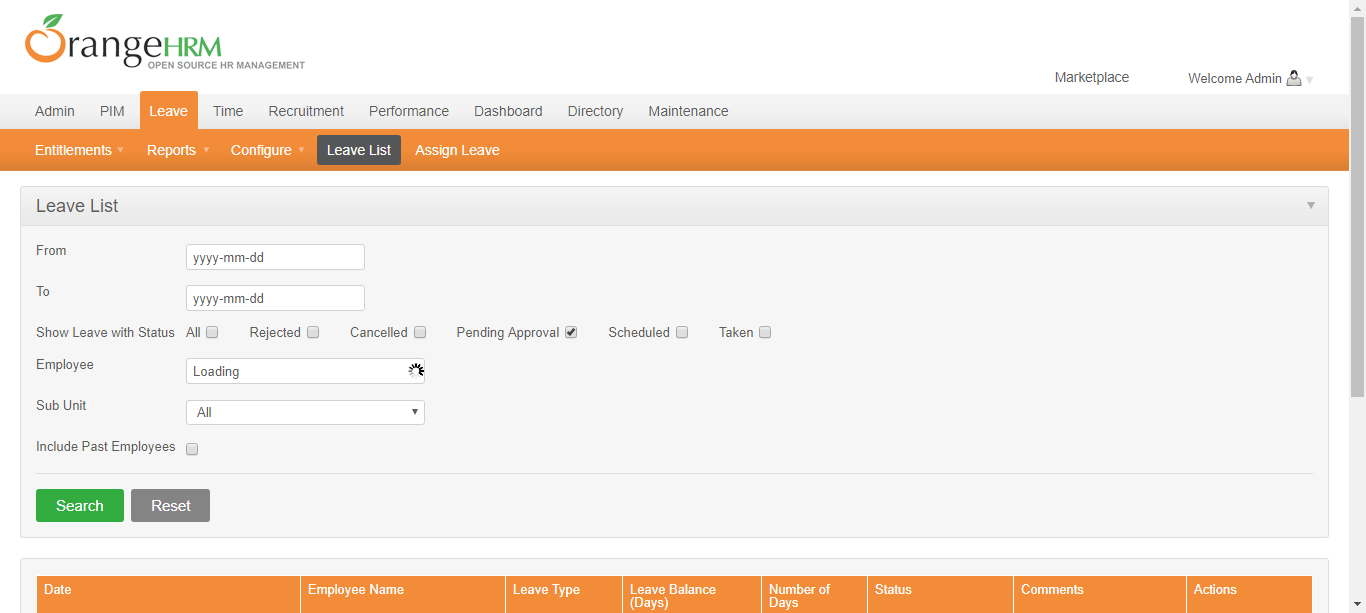 OrangeHRM
OPEN SOURCE HR MANAGEMENT
Marketplace Welcome Admin
Admin PIM Leave Time Recruitment Performance Dashboard Directory Maintenance
Entitlements Reports Configure Leave List Assign Leave
Leave List
From yyyy-mm-dd
To yyyy-mm-dd
Show Leave with Status All Rejected Cancelled Pending Approval Scheduled Taken
Employee Loading
Sub Unit All
Include Past Employees
Search Reset
Date Employee Name Leave Type Leave Balance (Days) Number of Days Status Comments Actions